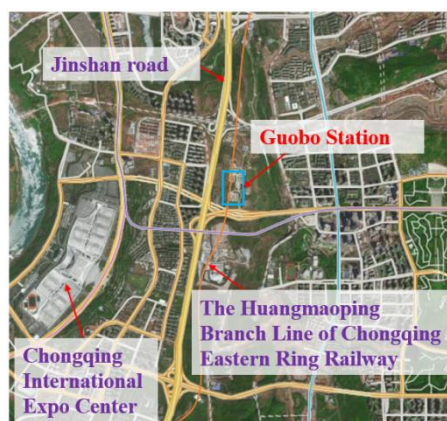 Jinshan road
Guobo Station
The Huangmaoping
Branch Line of Chongqing
Eastern Ring Railway
Chongqing
International
Expo Center